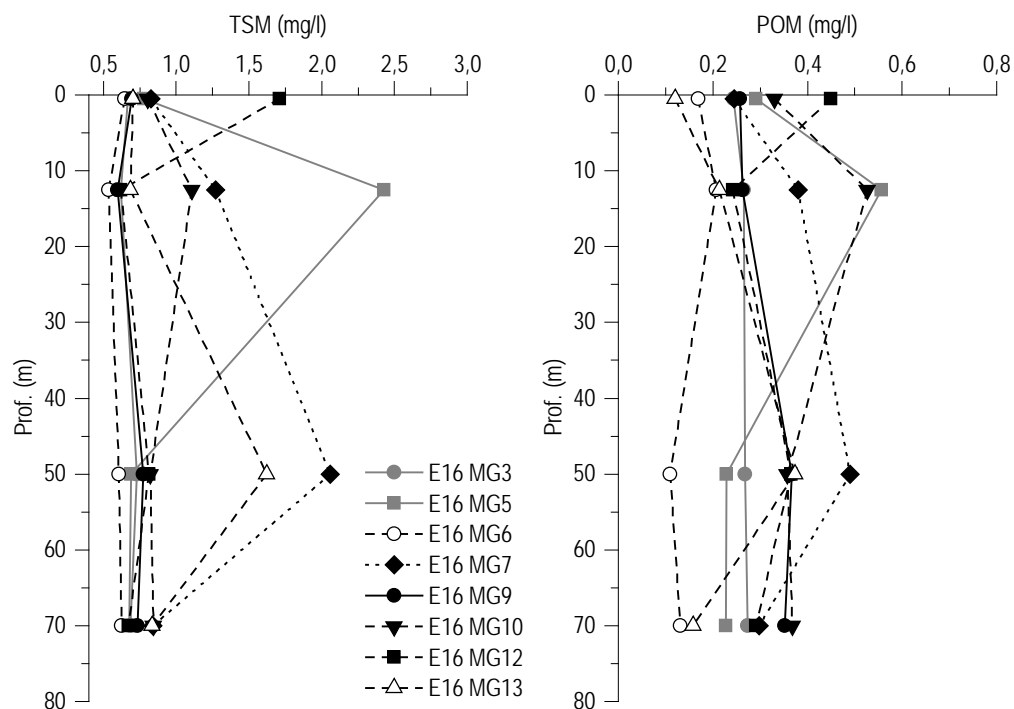 TSM (mg/l)
0,5 1,0 1,5 2,0 2,5 3,0
Prof. (m)
0
10
20
30
40
50
60
70
80
E16 MG3
E16 MG5
E16 MG6
E16 MG7
E16 MG9
E16 MG10
E16 MG12
E16 MG13
POM (mg/l)
0,0 0,2 0,4 0,6 0,8
Prof. (m)
0
10
20
30
40
50
60
70
80